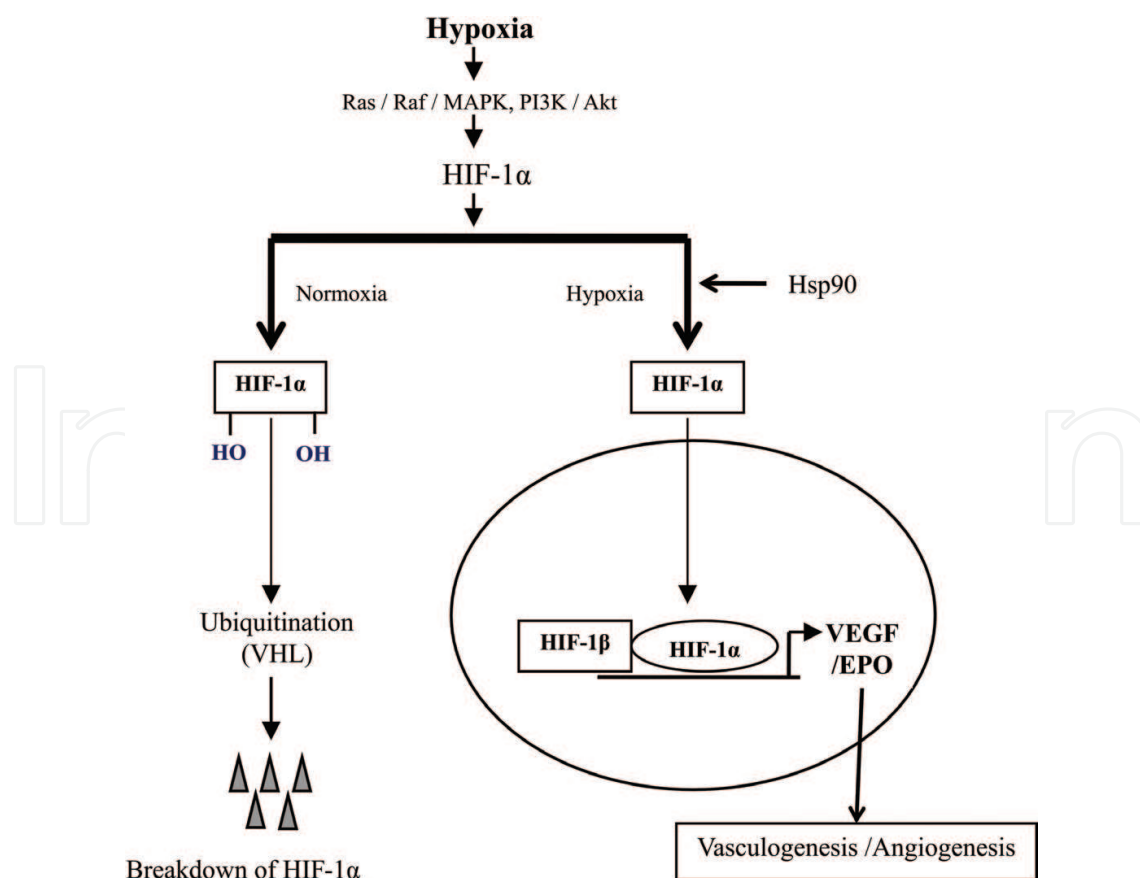 Hypoxia
Ras / Raf / MAPK, PI3K / Akt
HIF-1α
Normoxia
Hypoxia
Hsp90
HIF-1α
HO
OH
HIF-1α
Ubiquitination
(VHL)
Breakdown of HIF-1α
HIF-1β
HIF-1α
VEGF
/EPO
Vasculogenesis /Angiogenesis